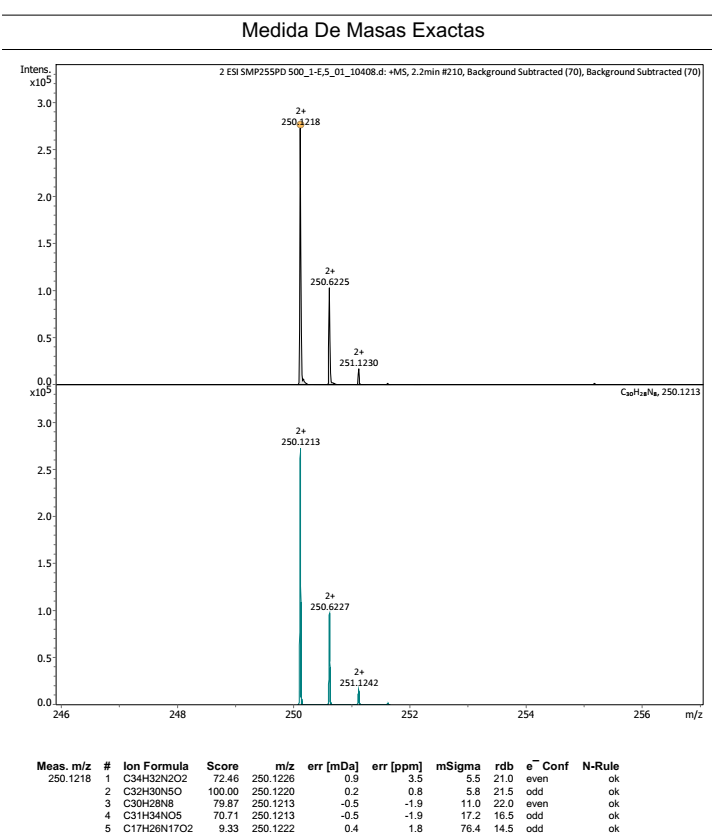 Medida De Masas Exactas
Intens.
x10⁵
2 ESI SMP255PD 500_1-E,5_01_10408.d: +MS, 2.2min #210, Background Subtracted (70), Background Subtracted (70)
3.0
2+
250.1218
2.5
2.0
1.5
2+
250.6225
1.0
0.5
2+
251.1230
0.0
x10⁵
C₃₀H₂₈N₈, 250.1213
3.0
2+
250.1213
2.5
2.0
1.5
2+
250.6227
1.0
0.5
2+
251.1242
0.0
246 248 250 252 254 256 m/z
Meas. m/z # Ion Formula Score m/z err [mDa] err [ppm] mSigma rdb e⁻ Conf N-Rule
250.1218 1 C34H32N2O2 72.46 250.1226 0.9 3.5 5.5 21.0 even ok
2 C32H30N5O 100.00 250.1220 0.2 0.8 5.8 21.5 odd ok
3 C30H28N8 79.87 250.1213 -0.5 -1.9 11.0 22.0 even ok
4 C31H34NO5 70.71 250.1213 -0.5 -1.9 17.2 16.5 odd ok
5 C17H26N17O2 9.33 250.1222 0.4 1.8 76.4 14.5 odd ok